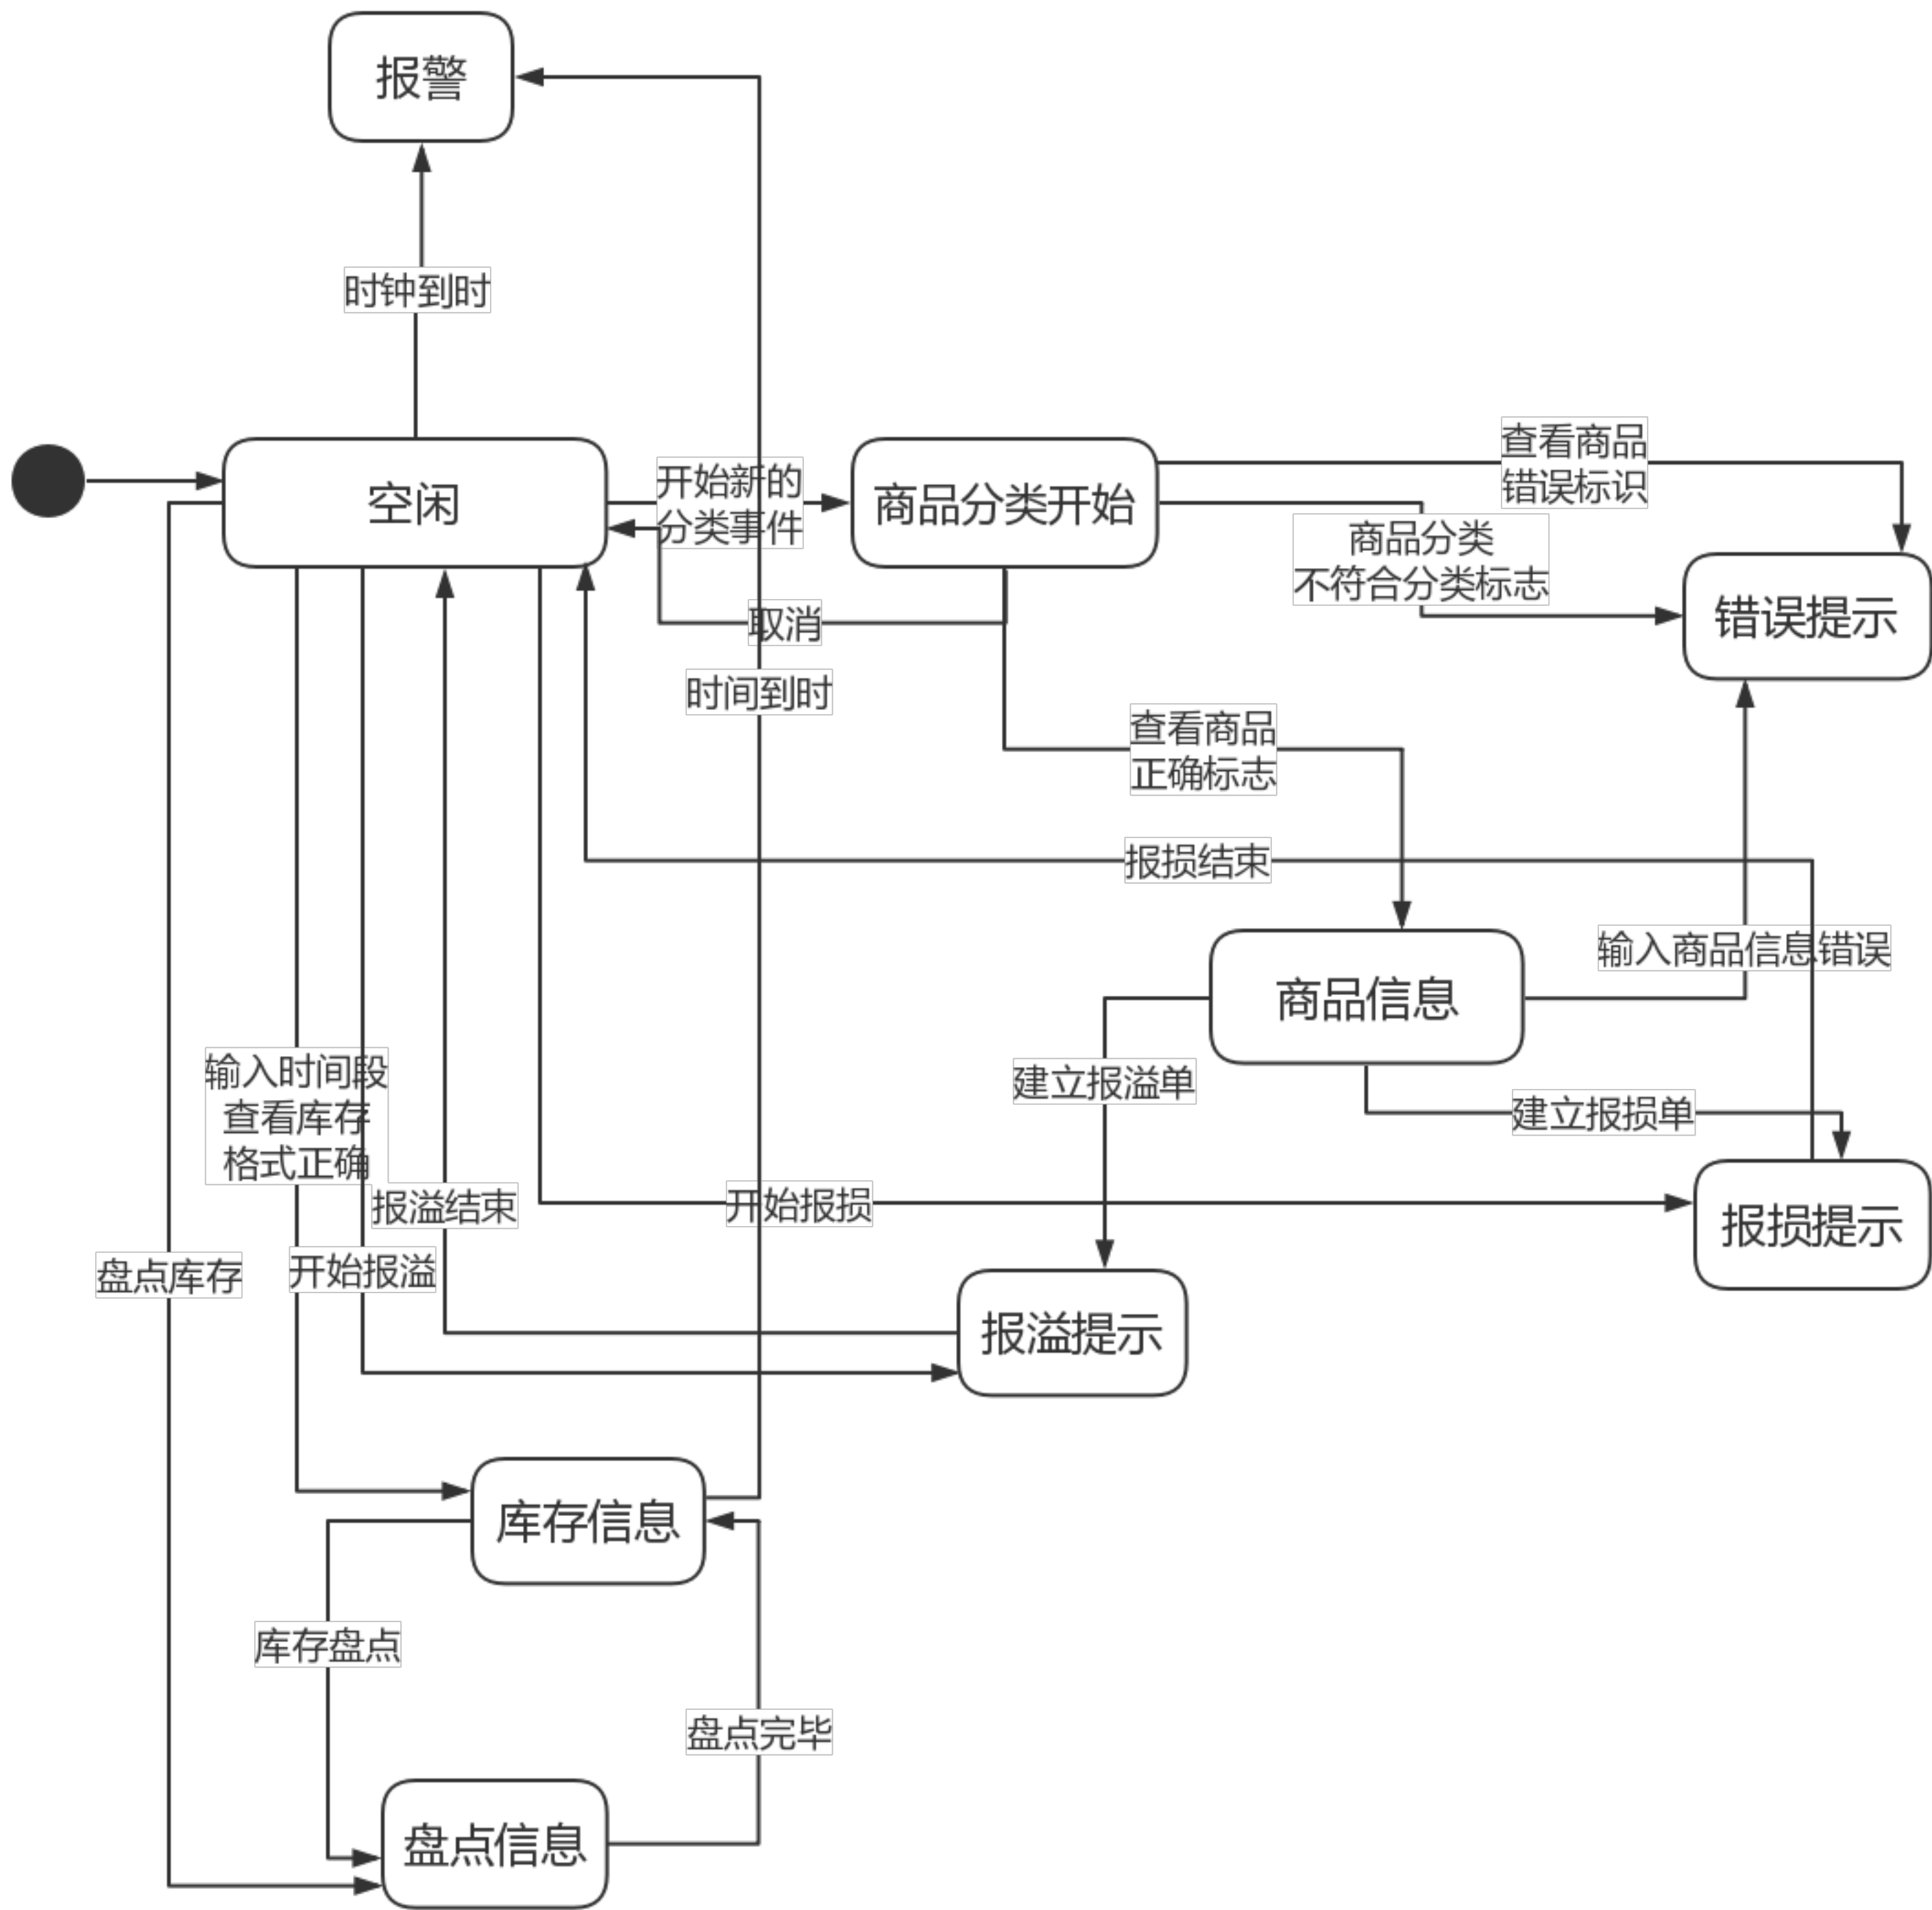 报警
时钟到时
空闲
开始新的
分类事件
商品分类开始
查看商品
错误标识
商品分类
不符合分类标志
错误提示
取消
时间到时
查看商品
正确标志
报损结束
输入商品信息错误
商品信息
建立报溢单
建立报损单
输入时间段
查看库存
格式正确
报溢结束
开始报损
报损提示
盘点库存
开始报溢
报溢提示
库存信息
库存盘点
盘点完毕
盘点信息